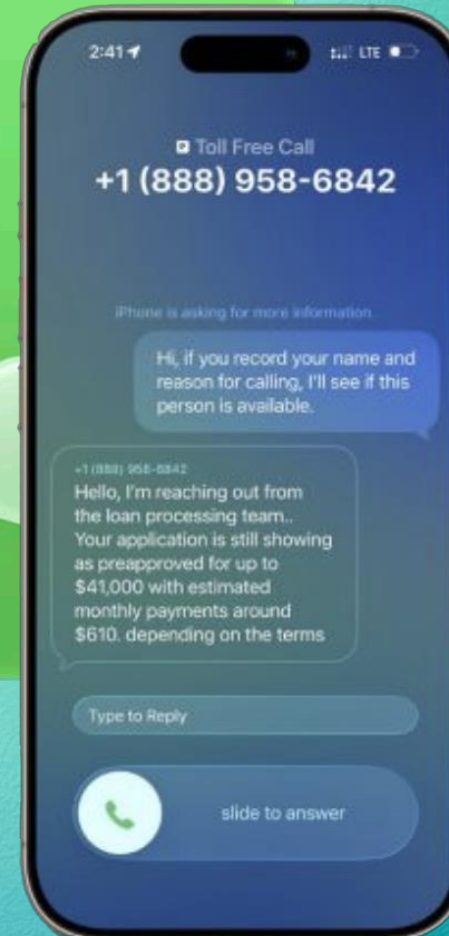 2:41
LTE
Toll Free Call
+1 (888) 958-6842
iPhone is asking for more information.
Hi, if you record your name and
reason for calling, I'll see if this
person is available.
+1 (888) 958-6842
Hello, I'm reaching out from
the loan processing team..
Your application is still showing
as preapproved for up to
$41,000 with estimated
monthly payments around
$610. depending on the terms
Type to Reply
slide to answer